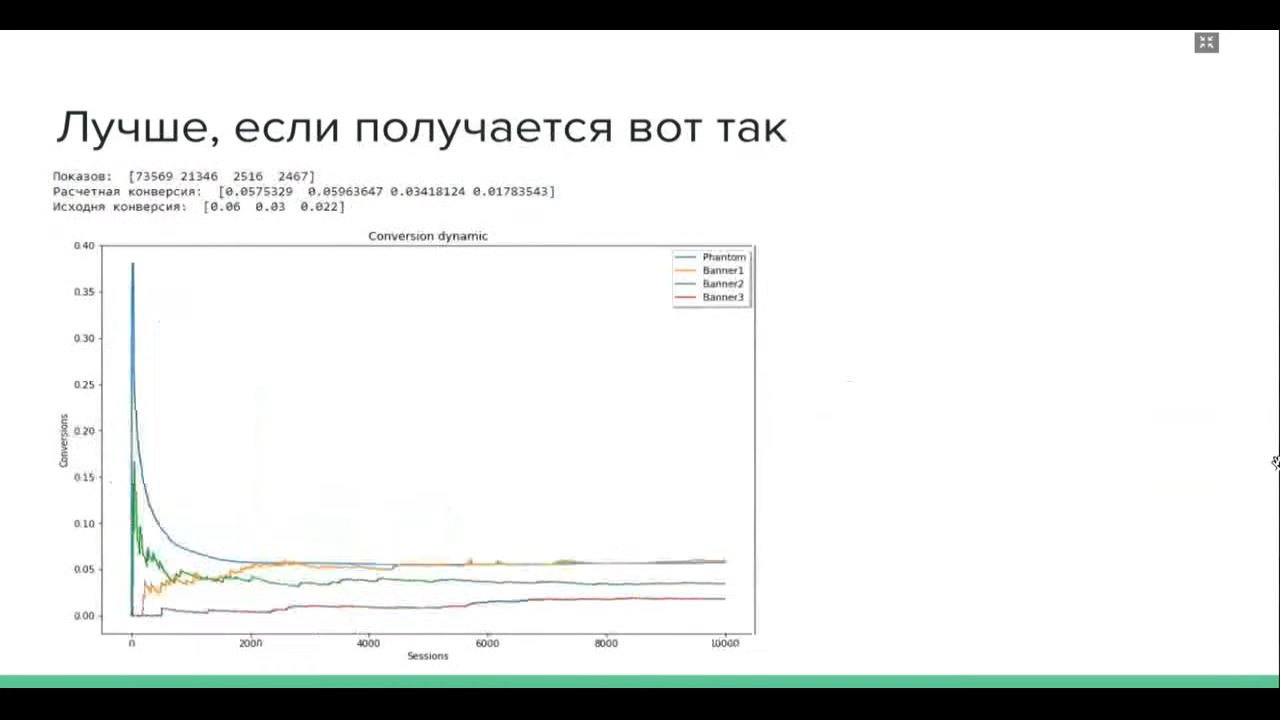 Лучше, если получается вот так
Показов: [73569 21346 2516 2467]
Расчетная конверсия: [0.0575329 0.05963647 0.03418124 0.01783543]
Исходня конверсия: [0.06 0.03 0.022]
Conversion dynamic
Phantom
Banner1
Banner2
Banner3
0.40
0.35
0.30
0.25
0.20
0.15
0.10
0.05
0.00
Conversions
0 2000 4000 6000 8000 10000
Sessions